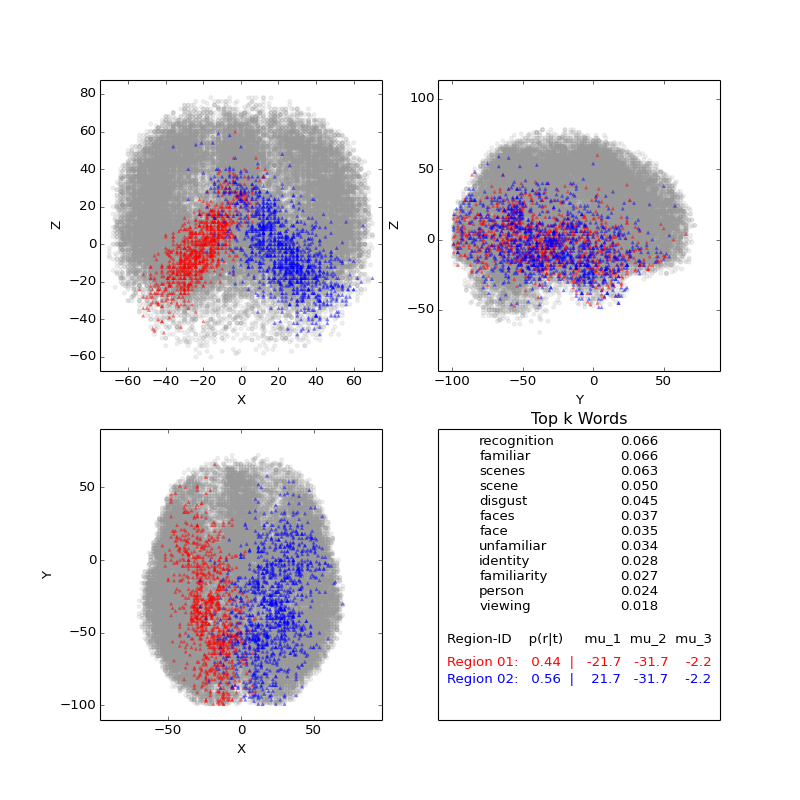 80
60
40
20
0
−20
−40
−60
Z
−60 −40 −20 0 20 40 60
X
100
50
0
−50
Z
−100 −50 0 50
Y
50
0
−50
−100
Y
−50 0 50
X
Top k Words
recognition 0.066
familiar 0.066
scenes 0.063
scene 0.050
disgust 0.045
faces 0.037
face 0.035
unfamiliar 0.034
identity 0.028
familiarity 0.027
person 0.024
viewing 0.018
Region-ID p(r|t) mu_1 mu_2 mu_3
Region 01: 0.44 | -21.7 -31.7 -2.2
Region 02: 0.56 | 21.7 -31.7 -2.2